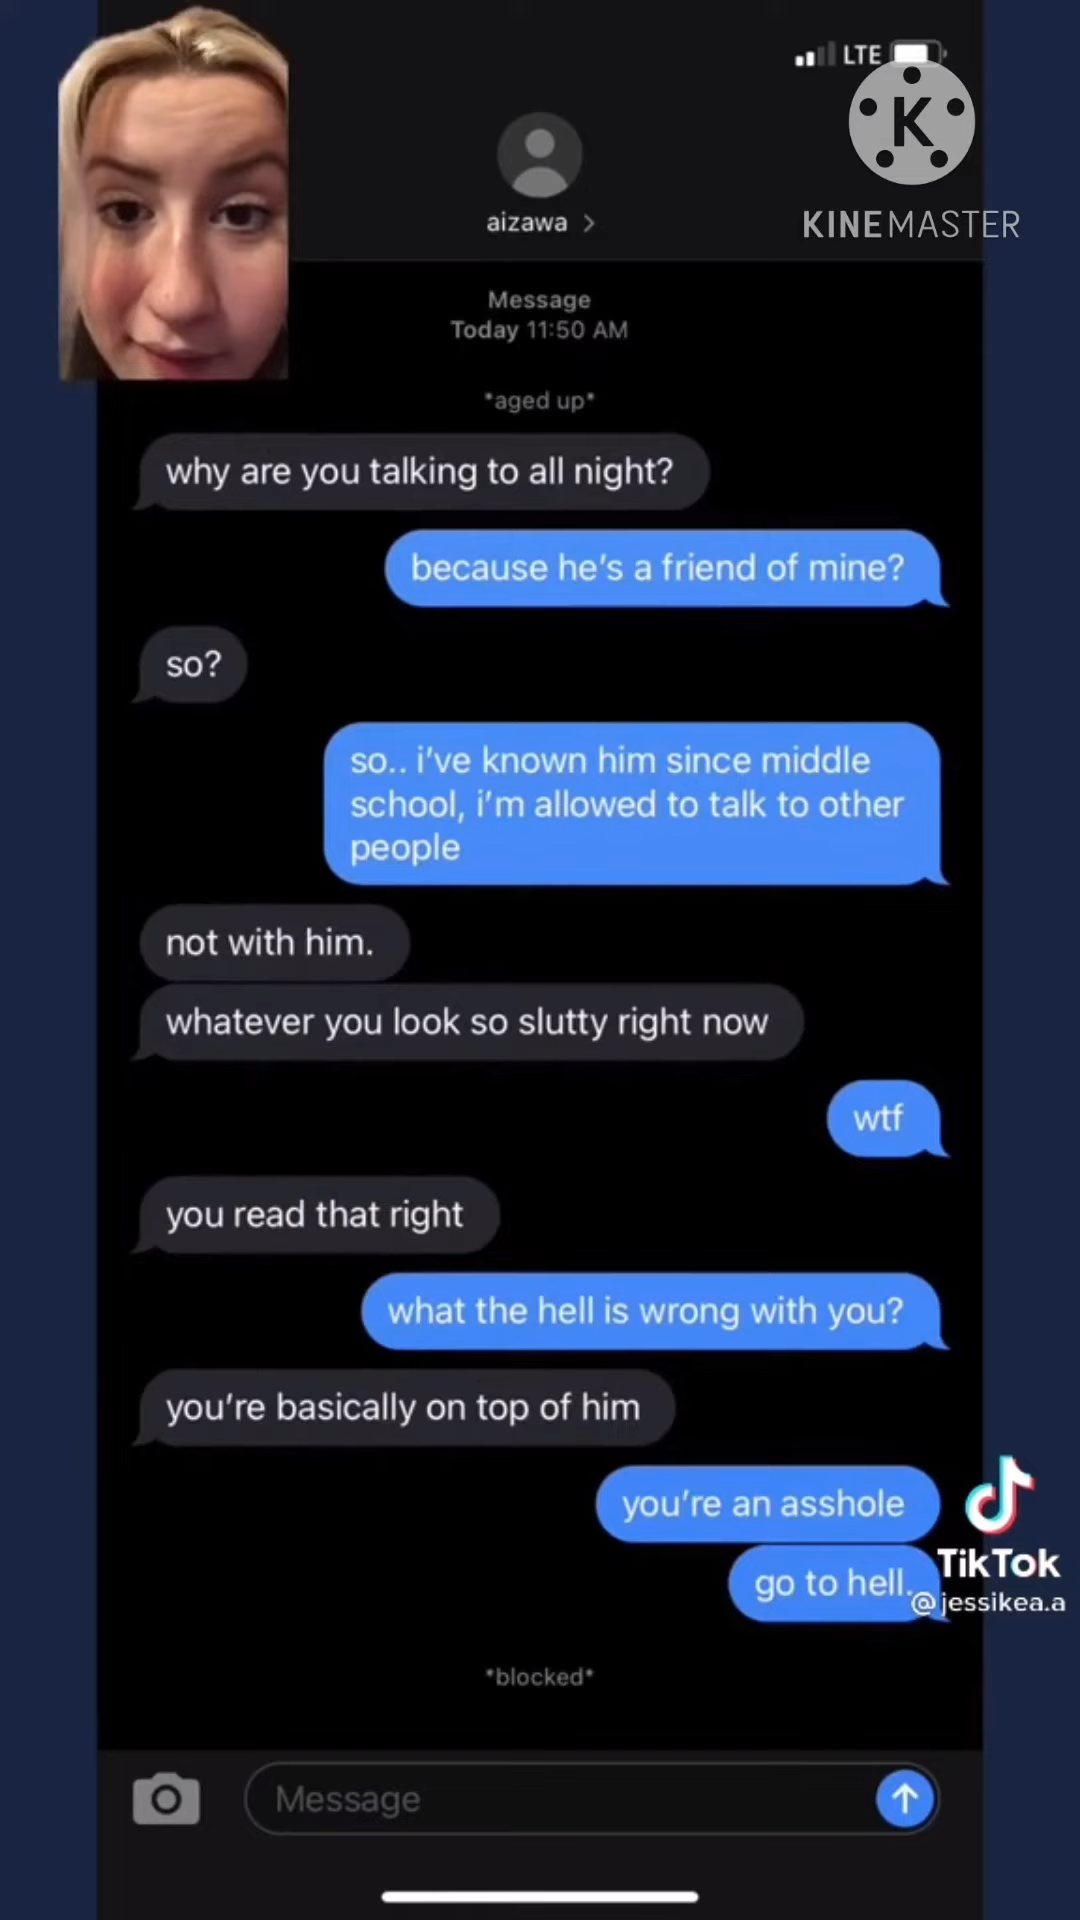 LTE
K
KINEMASTER
aizawa >
Message
Today 11:50 AM
*aged up*
why are you talking to all night?
because he's a friend of mine?
so?
so.. i've known him since middle
school, i'm allowed to talk to other
people
not with him.
whatever you look so slutty right now
wtf
you read that right
what the hell is wrong with you?
you're basically on top of him
you're an asshole
go to hell.
TikTok
@jessikea.a
*blocked*
Message